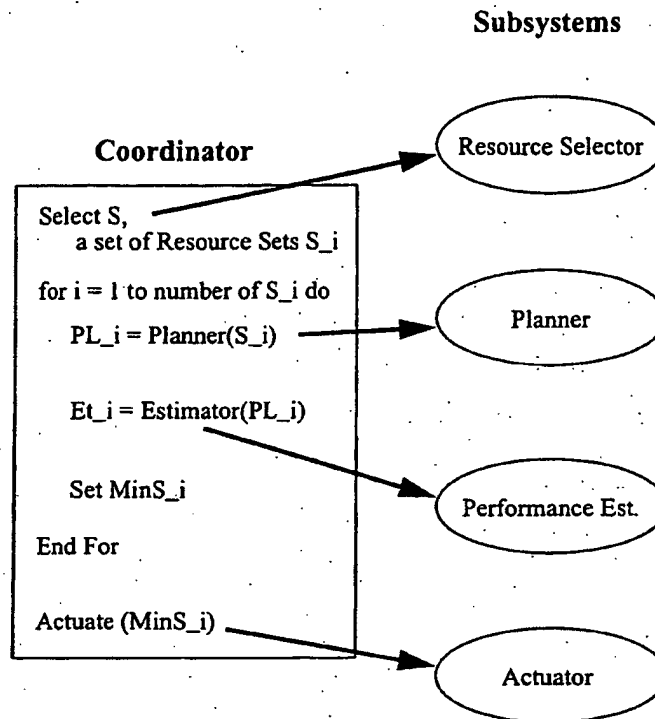 Subsystems
Coordinator
Resource Selector
Select S,
a set of Resource Sets S_i
for i = 1 to number of S_i do
PL_i = Planner(S_i)
Planner
Et_i = Estimator(PL_i)
Set MinS_i
Performance Est.
End For
Actuate (MinS_i)
Actuator